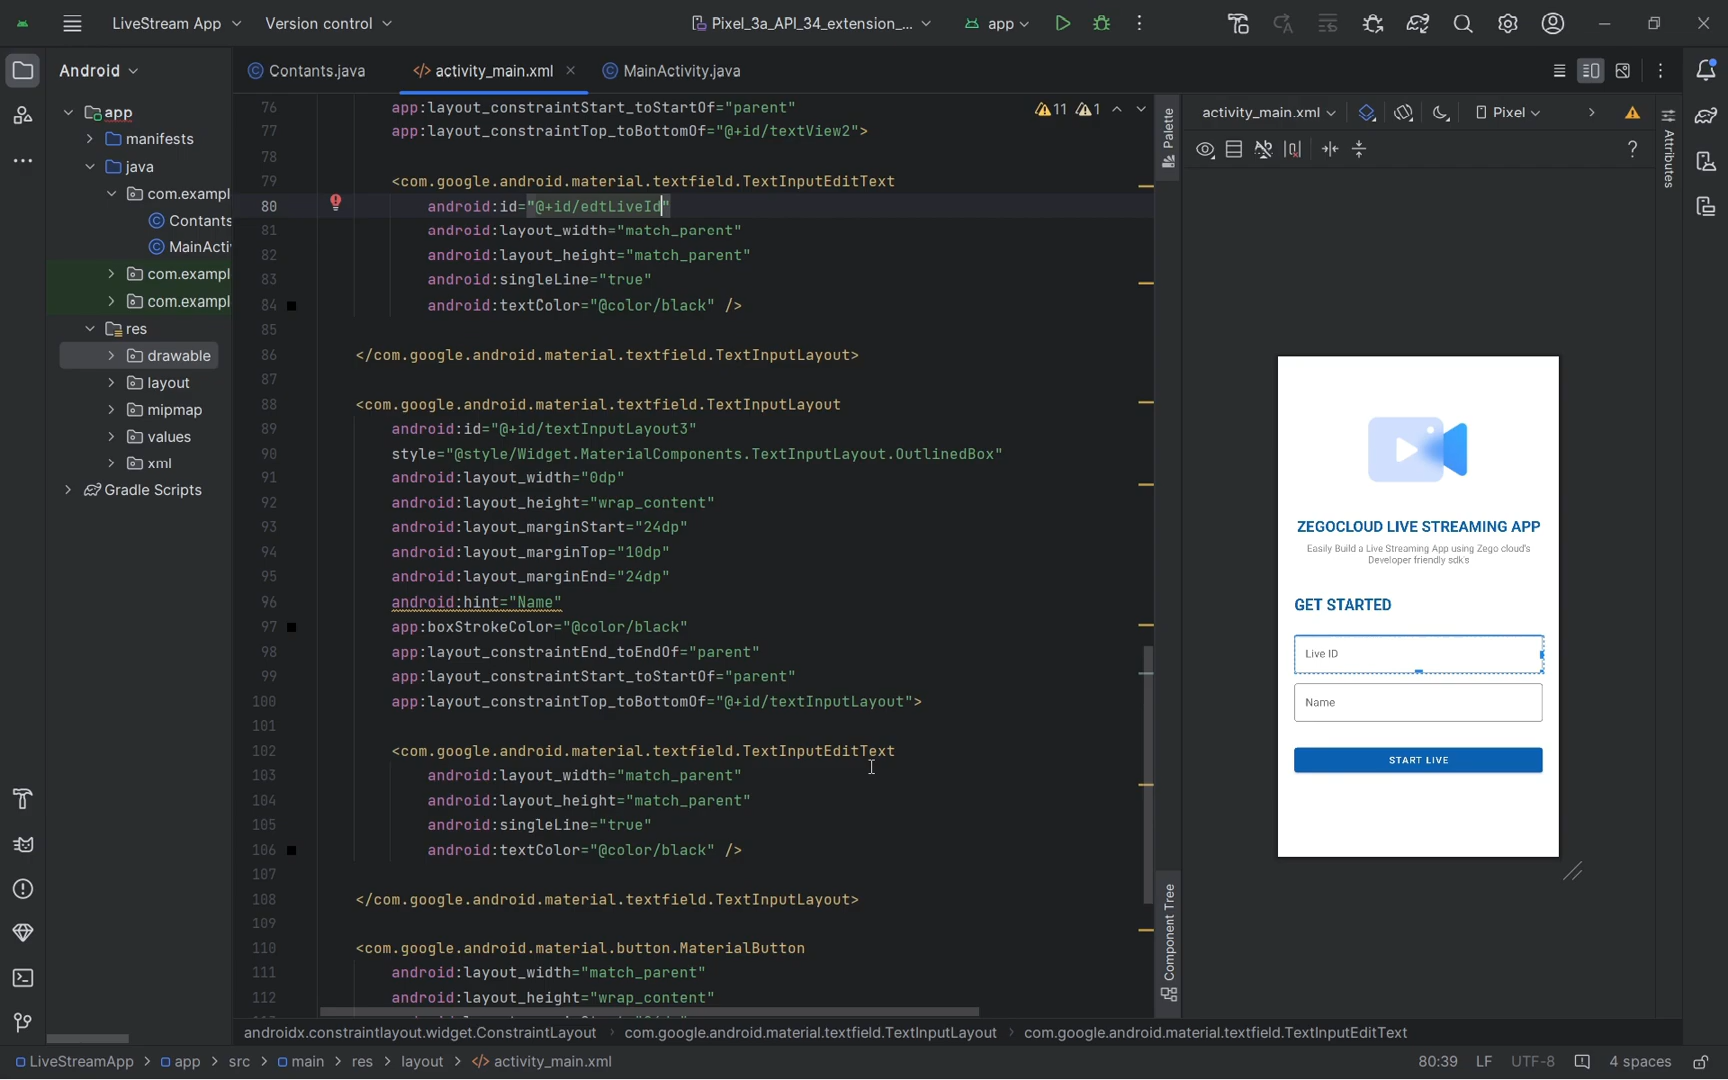 LiveStream App
Version control
Pixel_3a_API_34_extension_...
app
Android
Contants.java
activity_main.xml
MainActivity.java
app
manifests
java
com.exampl
Contants
MainActi
com.exampl
com.exampl
res
drawable
layout
mipmap
values
xml
Gradle Scripts
11
1
76 app:layout_constraintStart_toStartOf="parent"
77 app:layout_constraintTop_toBottomOf="@+id/textView2">
78
79 <com.google.android.material.textfield.TextInputEditText
80 android:id="@+id/edtLiveId"
81 android:layout_width="match_parent"
82 android:layout_height="match_parent"
83 android:singleLine="true"
84 android:textColor="@color/black" />
85
86 </com.google.android.material.textfield.TextInputLayout>
87
88 <com.google.android.material.textfield.TextInputLayout
89 android:id="@+id/textInputLayout3"
90 style="@style/Widget.MaterialComponents.TextInputLayout.OutlinedBox"
91 android:layout_width="0dp"
92 android:layout_height="wrap_content"
93 android:layout_marginStart="24dp"
94 android:layout_marginTop="10dp"
95 android:layout_marginEnd="24dp"
96 android:hint="Name"
97 app:boxStrokeColor="@color/black"
98 app:layout_constraintEnd_toEndOf="parent"
99 app:layout_constraintStart_toStartOf="parent"
100 app:layout_constraintTop_toBottomOf="@+id/textInputLayout">
101
102 <com.google.android.material.textfield.TextInputEditText
103 android:layout_width="match_parent"
104 android:layout_height="match_parent"
105 android:singleLine="true"
106 android:textColor="@color/black" />
107
108 </com.google.android.material.textfield.TextInputLayout>
109
110 <com.google.android.material.button.MaterialButton
111 android:layout_width="match_parent"
112 android:layout_height="wrap_content"
androidx.constraintlayout.widget.ConstraintLayout
com.google.android.material.textfield.TextInputLayout
com.google.android.material.textfield.TextInputEditText
Palette
Component Tree
activity_main.xml
Pixel
Attributes
?
ZEGOCLOUD LIVE STREAMING APP
Easily Build a Live Streaming App using Zego cloud's
Developer friendly sdk's
GET STARTED
Live ID
Name
START LIVE
LiveStreamApp > app > src > main > res > layout > activity_main.xml
80:39
LF
UTF-8
4 spaces